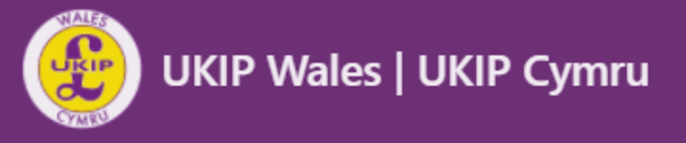 WALES
£
UKIP
CYMRU
UKIP Wales | UKIP Cymru